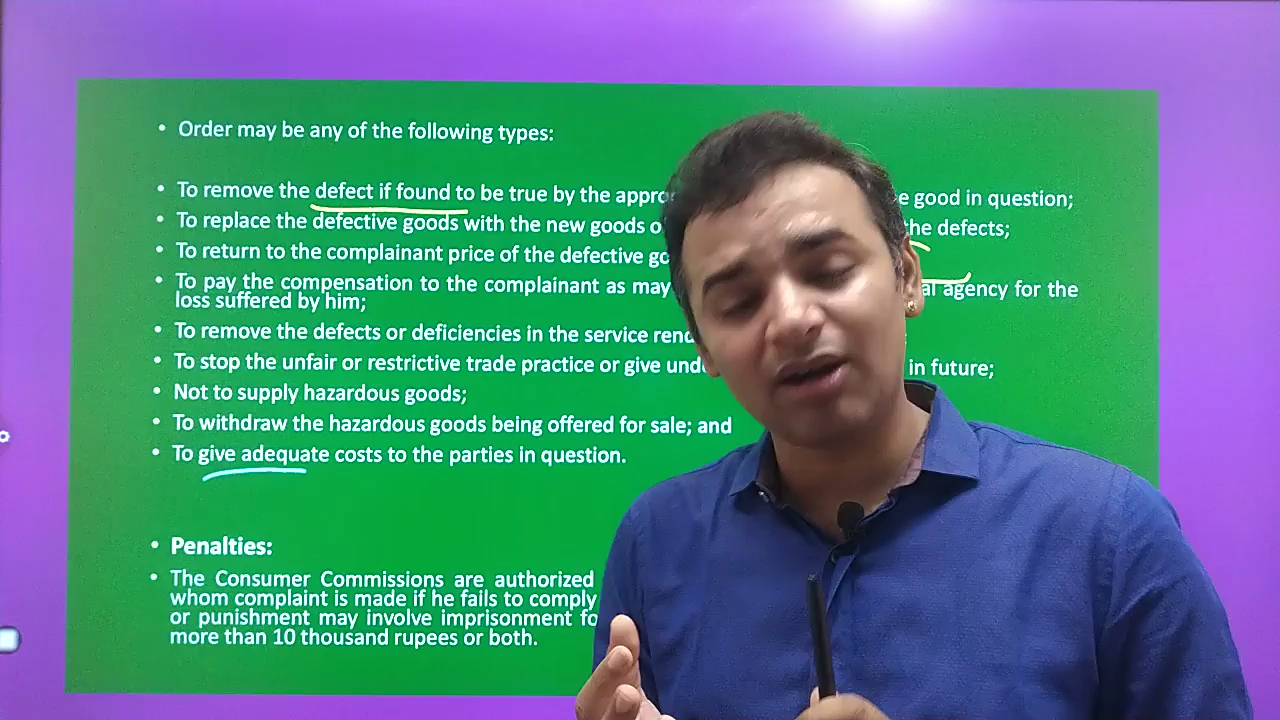 • Order may be any of the following types:
• To remove the defect if found to be true by the appro e good in question;
• To replace the defective goods with the new goods o the defects;
• To return to the complainant price of the defective go
• To pay the compensation to the complainant as may agency for the
loss suffered by him;
• To remove the defects or deficiencies in the service rend
• To stop the unfair or restrictive trade practice or give und in future;
• Not to supply hazardous goods;
• To withdraw the hazardous goods being offered for sale; and
• To give adequate costs to the parties in question.
• Penalties:
• The Consumer Commissions are authorized
whom complaint is made if he fails to comply
or punishment may involve imprisonment fo
more than 10 thousand rupees or both.